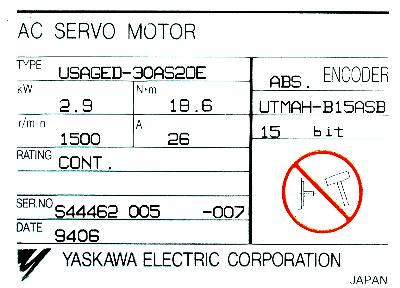 AC SERVO MOTOR
TYPE USAGED-30AS20E
kW 2.9 N·m 18.6
r/min 1500 A 26
RATING CONT.
SER.NO S44462 005 -007
DATE 9406
ABS. ENCODER
UTMAH-B15ASB
15 bit
YASKAWA ELECTRIC CORPORATION
JAPAN